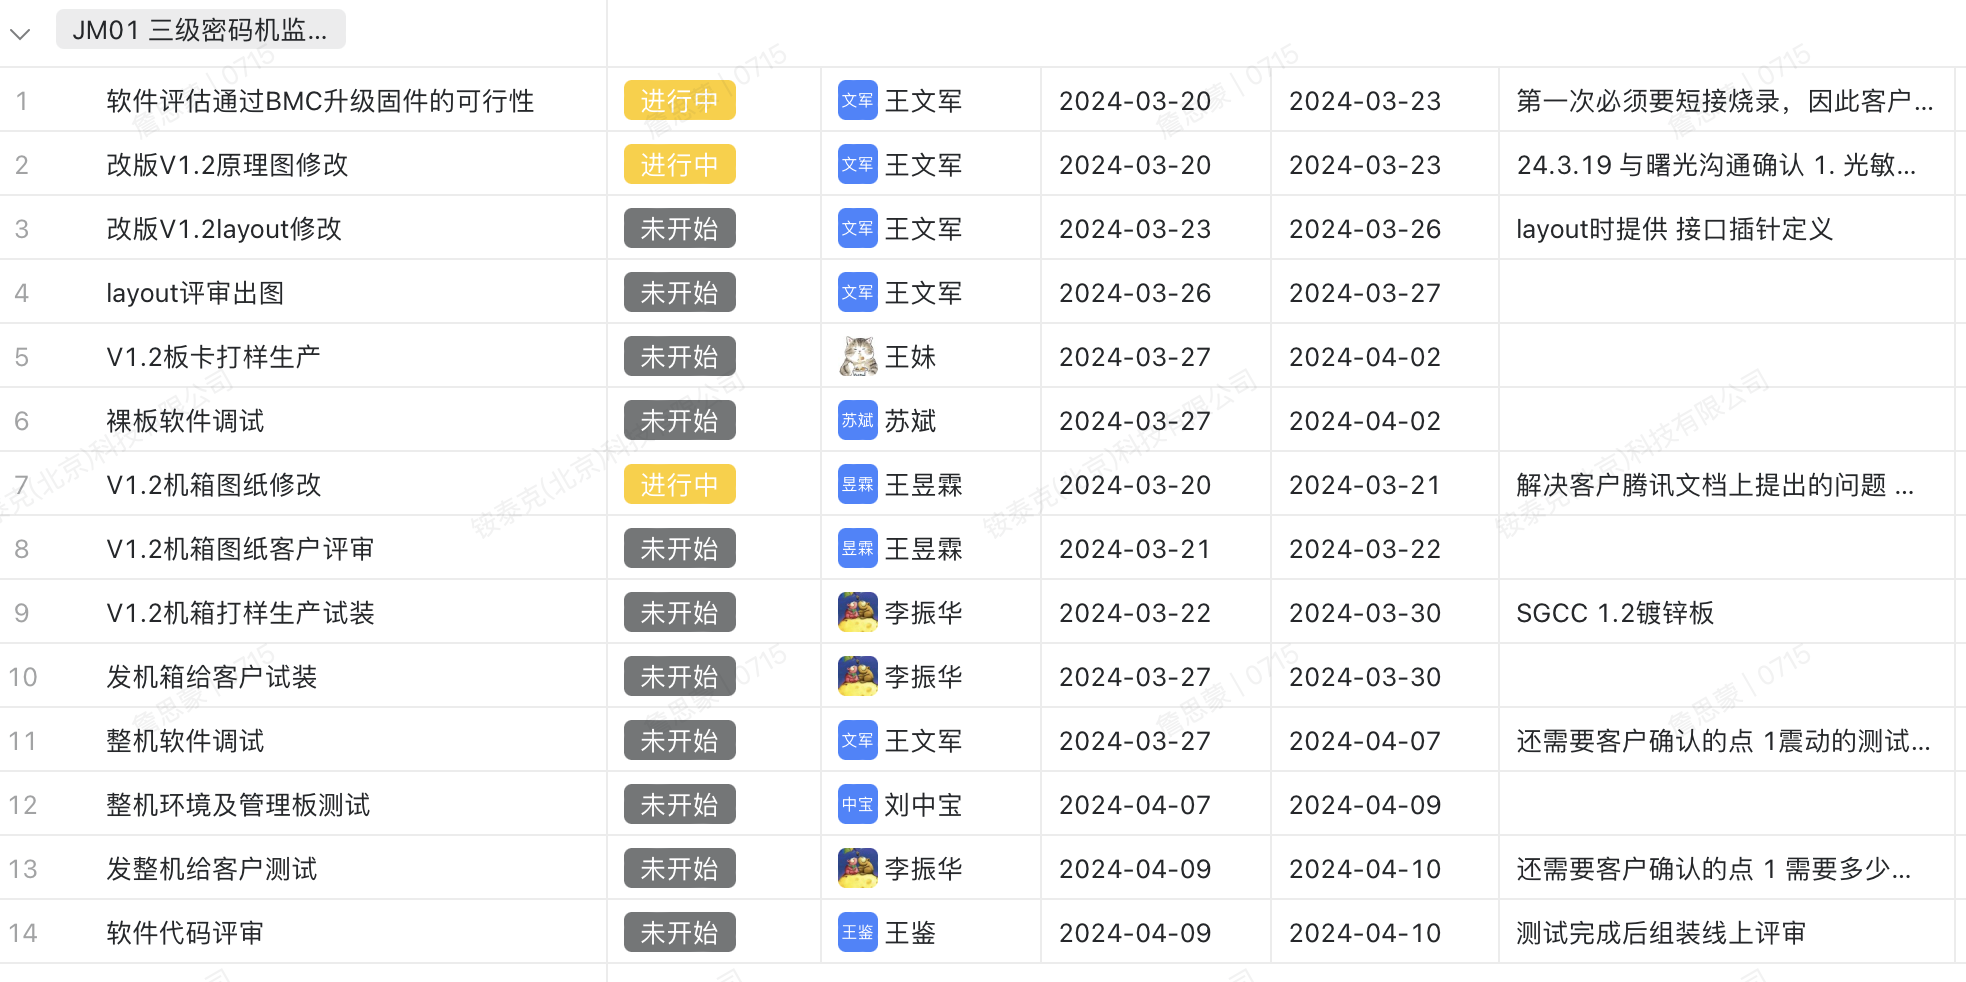 JM01 三级密码机监...
1 软件评估通过BMC升级固件的可行性 进行中 文军 王文军 2024-03-20 2024-03-23 第一次必须要短接烧录，因此客户...
2 改版V1.2原理图修改 进行中 文军 王文军 2024-03-20 2024-03-23 24.3.19 与曙光沟通确认 1. 光敏...
3 改版V1.2layout修改 未开始 文军 王文军 2024-03-23 2024-03-26 layout时提供 接口插针定义
4 layout评审出图 未开始 文军 王文军 2024-03-26 2024-03-27
5 V1.2板卡打样生产 未开始 王妹 2024-03-27 2024-04-02
6 裸板软件调试 未开始 苏斌 苏斌 2024-03-27 2024-04-02
7 V1.2机箱图纸修改 进行中 昱霖 王昱霖 2024-03-20 2024-03-21 解决客户腾讯文档上提出的问题 ...
8 V1.2机箱图纸客户评审 未开始 昱霖 王昱霖 2024-03-21 2024-03-22
9 V1.2机箱打样生产试装 未开始 李振华 2024-03-22 2024-03-30 SGCC 1.2镀锌板
10 发机箱给客户试装 未开始 李振华 2024-03-27 2024-03-30
11 整机软件调试 未开始 文军 王文军 2024-03-27 2024-04-07 还需要客户确认的点 1震动的测试...
12 整机环境及管理板测试 未开始 中宝 刘中宝 2024-04-07 2024-04-09
13 发整机给客户测试 未开始 李振华 2024-04-09 2024-04-10 还需要客户确认的点 1 需要多少...
14 软件代码评审 未开始 王鉴 王鉴 2024-04-09 2024-04-10 测试完成后组装线上评审
詹思蒙 | 0715
铵泰克(北京)科技有限公司